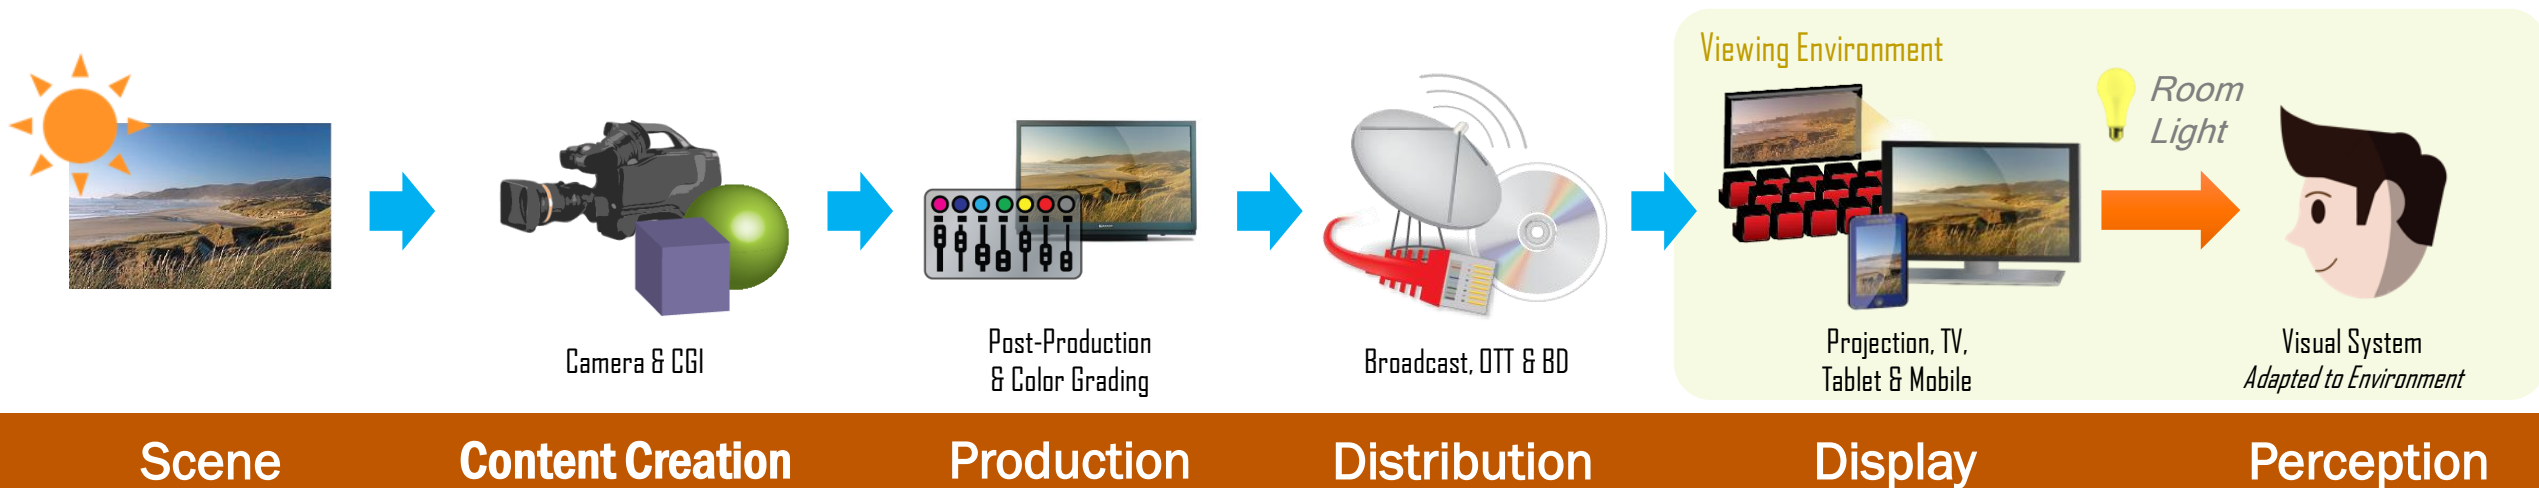 Viewing Environment
Room
Light
Camera & CGI
Post-Production
& Color Grading
Broadcast, OTT & BD
Projection, TV,
Tablet & Mobile
Visual System
Adapted to Environment
Scene
Content Creation
Production
Distribution
Display
Perception